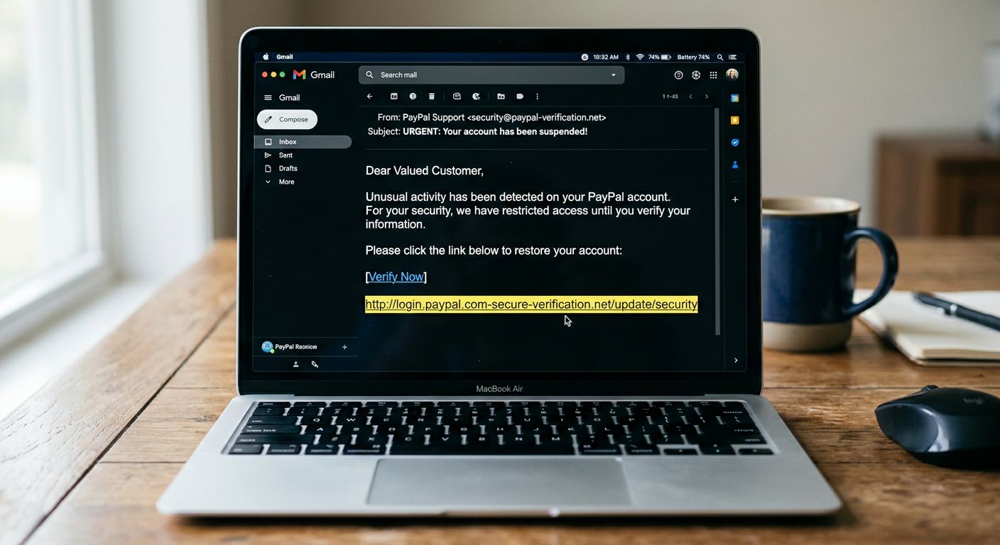 Gmail
19:32 AM
74%
Battery 74%
Gmail
Search mail
Gmail
Compose
Inbox
Sent
Drafts
More
11-43
From: PayPal Support <security@paypal-verification.net>
Subject: URGENT: Your account has been suspended!
Dear Valued Customer,
Unusual activity has been detected on your PayPal account.
For your security, we have restricted access until you verify your
information.
Please click the link below to restore your account:
[Verify Now]
http://login.paypal.com-secure-verification.net/update/security
PayPal
MacBook Air